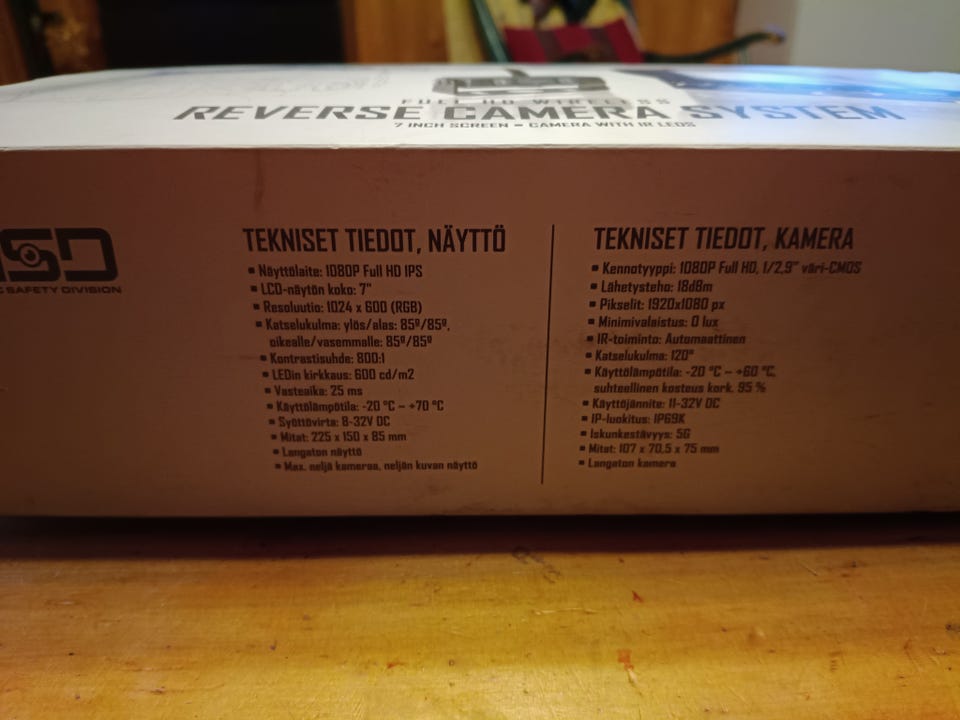 FULL HD WIRELESS
REVERSE CAMERA SYSTEM
7 INCH SCREEN - CAMERA WITH IR LEDS
SD
SAFETY DIVISION
TEKNISET TIEDOT, NÄYTTÖ
▪ Näyttölaite: 1080P Full HD IPS
▪ LCD-näytön koko: 7"
▪ Resoluutio: 1024 x 600 (RGB)
▪ Katselukulma: ylös/alas: 85º/85º,
oikealle/vasemmalle: 85º/85º
▪ Kontrastisuhde: 800:1
▪ LEDin kirkkaus: 600 cd/m2
▪ Vasteaika: 25 ms
▪ Käyttölämpötila: -20 °C – +70 °C
▪ Syöttövirta: 8-32V DC
▪ Mitat: 225 x 150 x 85 mm
▪ Langaton näyttö
▪ Max. neljä kameraa, neljän kuvan näyttö
TEKNISET TIEDOT, KAMERA
▪ Kennotyyppi: 1080P Full HD, 1/2,9" väri-CMOS
▪ Lähetysteho: 18dBm
▪ Pikselit: 1920x1080 px
▪ Minimivalaistus: 0 lux
▪ IR-toiminto: Automaattinen
▪ Katselukulma: 120°
▪ Käyttölämpötila: -20 °C – +60 °C,
suhteellinen kosteus kork. 95 %
▪ Käyttöjännite: 11-32V DC
▪ IP-luokitus: IP69K
▪ Iskunkestävyys: 5G
▪ Mitat: 107 x 70,5 x 75 mm
▪ Langaton kamera